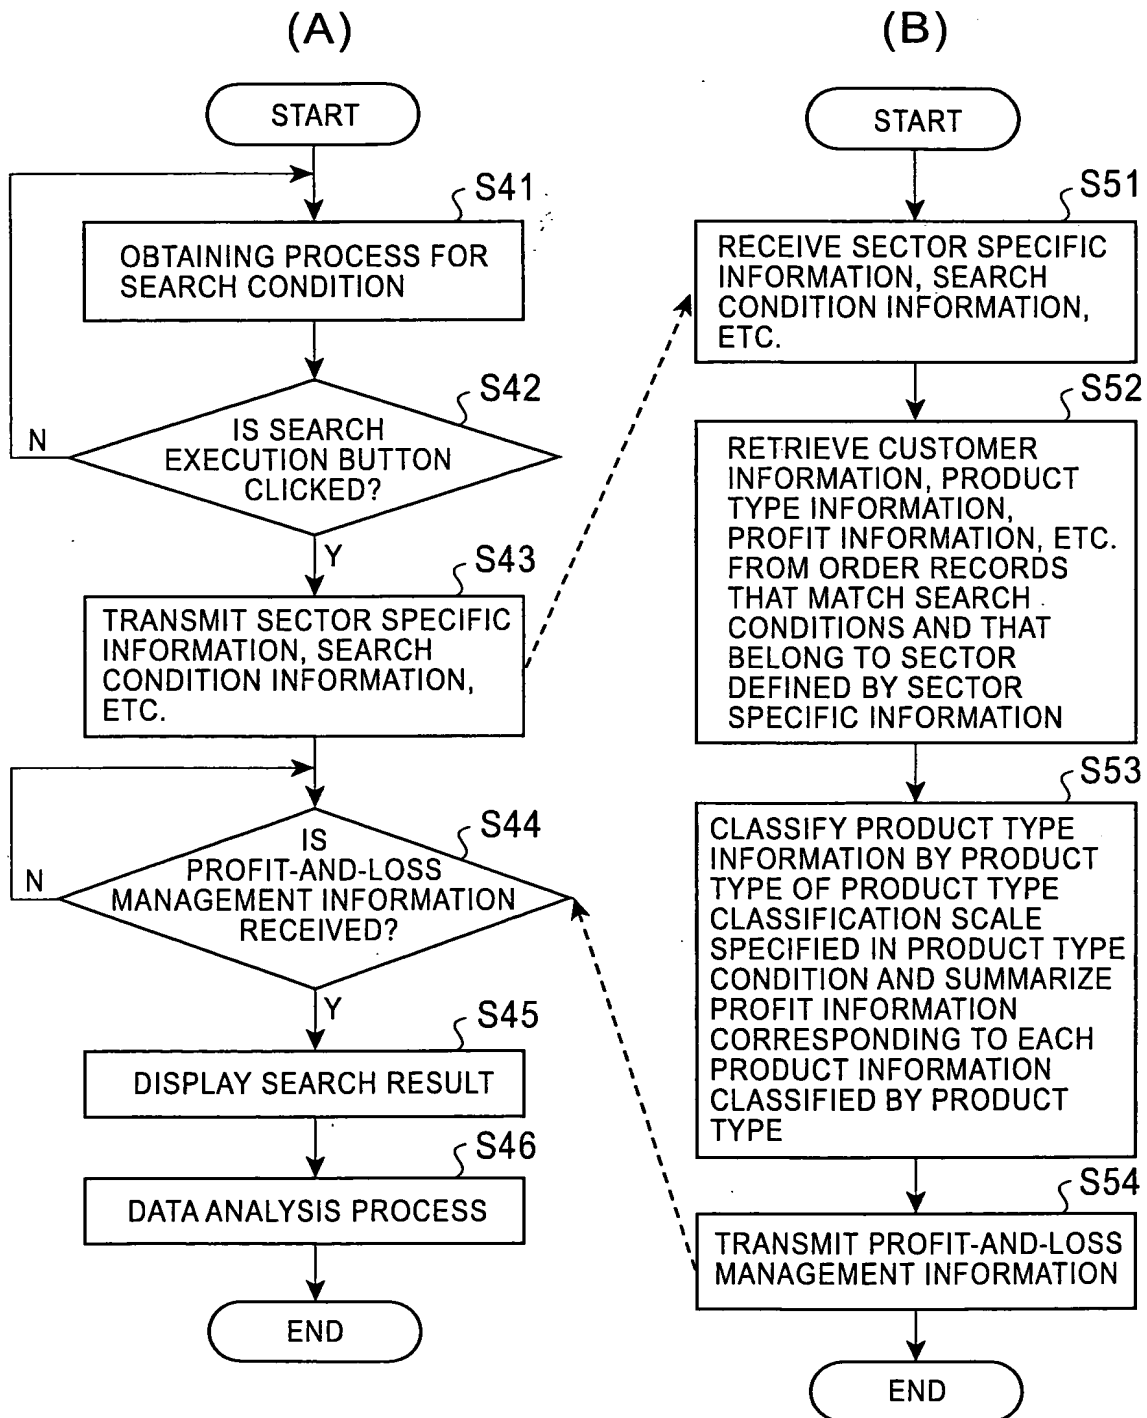 (A)
START
S41
OBTAINING PROCESS FOR
SEARCH CONDITION
S42
IS SEARCH
EXECUTION BUTTON
CLICKED?
N
Y
S43
TRANSMIT SECTOR SPECIFIC
INFORMATION, SEARCH
CONDITION INFORMATION,
ETC.
S44
IS
PROFIT-AND-LOSS
MANAGEMENT INFORMATION
RECEIVED?
N
Y
S45
DISPLAY SEARCH RESULT
S46
DATA ANALYSIS PROCESS
END
(B)
START
S51
RECEIVE SECTOR SPECIFIC
INFORMATION, SEARCH
CONDITION INFORMATION,
ETC.
S52
RETRIEVE CUSTOMER
INFORMATION, PRODUCT
TYPE INFORMATION,
PROFIT INFORMATION, ETC.
FROM ORDER RECORDS
THAT MATCH SEARCH
CONDITIONS AND THAT
BELONG TO SECTOR
DEFINED BY SECTOR
SPECIFIC INFORMATION
S53
CLASSIFY PRODUCT TYPE
INFORMATION BY PRODUCT
TYPE OF PRODUCT TYPE
CLASSIFICATION SCALE
SPECIFIED IN PRODUCT TYPE
CONDITION AND SUMMARIZE
PROFIT INFORMATION
CORRESPONDING TO EACH
PRODUCT INFORMATION
CLASSIFIED BY PRODUCT
TYPE
S54
TRANSMIT PROFIT-AND-LOSS
MANAGEMENT INFORMATION
END